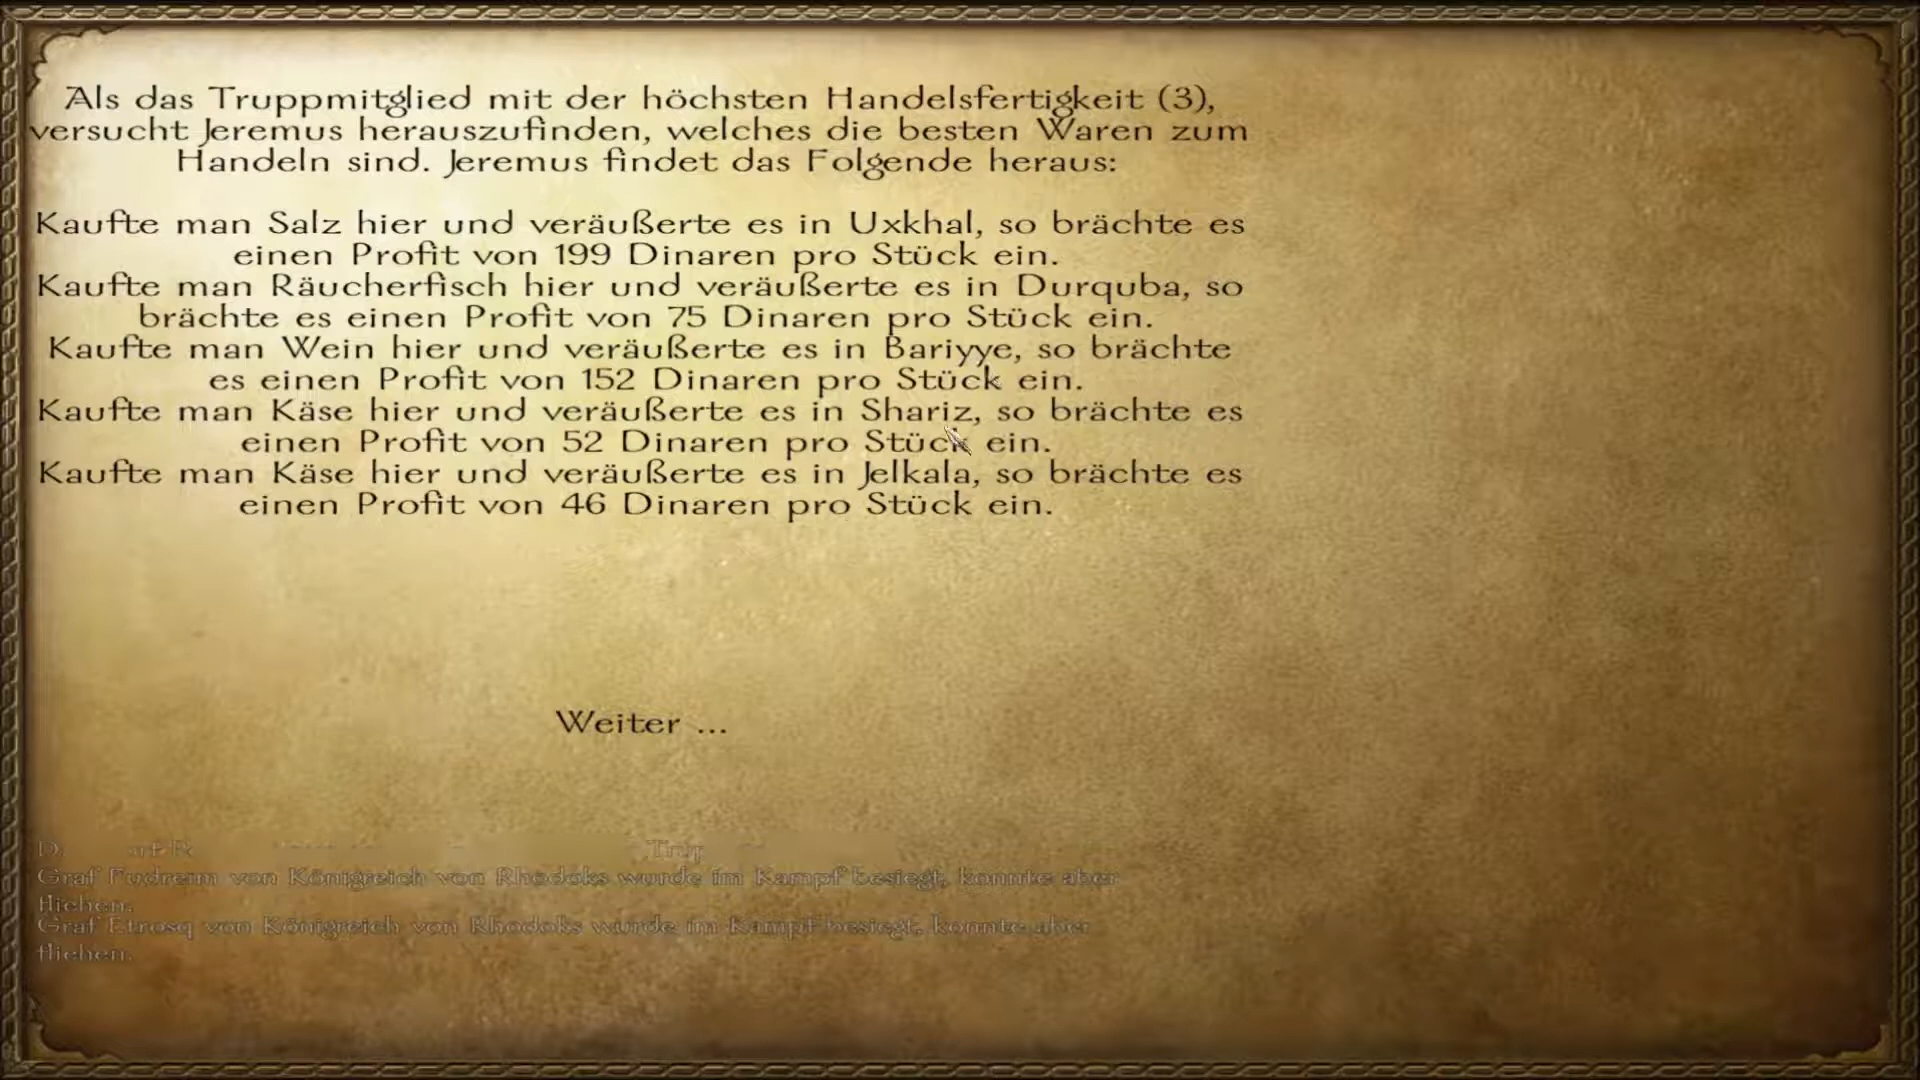 Als das Truppmitglied mit der höchsten Handelsfertigkeit (3),
versucht Jeremus herauszufinden, welches die besten Waren zum
Handeln sind. Jeremus findet das Folgende heraus:
Kaufte man Salz hier und veräußerte es in Uxkhal, so brächte es
einen Profit von 199 Dinaren pro Stück ein.
Kaufte man Räucherfisch hier und veräußerte es in Durquba, so
brächte es einen Profit von 75 Dinaren pro Stück ein.
Kaufte man Wein hier und veräußerte es in Bariyye, so brächte
es einen Profit von 152 Dinaren pro Stück ein.
Kaufte man Käse hier und veräußerte es in Shariz, so brächte es
einen Profit von 52 Dinaren pro Stück ein.
Kaufte man Käse hier und veräußerte es in Jelkala, so brächte es
einen Profit von 46 Dinaren pro Stück ein.
Weiter ...
Graf von Königreich von Rhodoks wurde im Kampf besiegt, konnte aber
fliehen.
Graf Etrosq von Königreich von Rhodoks wurde im Kampf besiegt, konnte aber
fliehen.